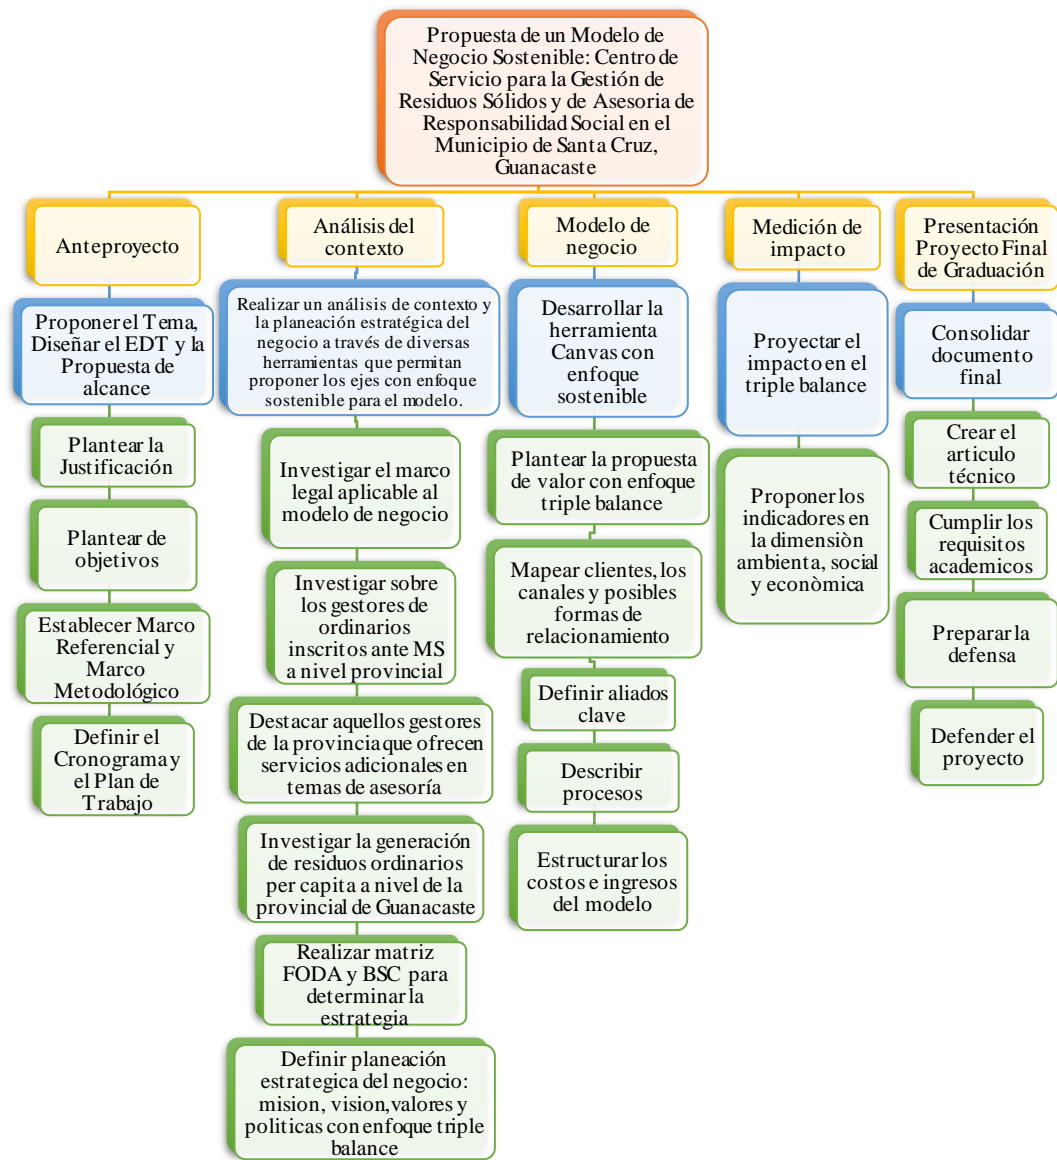 Propuesta de un Modelo de
Negocio Sostenible: Centro de
Servicio para la Gestión de
Residuos Sólidos y de Asesoria de
Responsabilidad Social en el
Municipio de Santa Cruz,
Guanacaste
Anteproyecto
Proponer el Tema,
Diseñar el EDT y la
Propuesta de
alcance
Plantear la
Justificación
Plantear de
objetivos
Establecer Marco
Referencial y
Marco
Metodológico
Definir el
Cronograma y
el Plan de
Trabajo
Análisis del
contexto
Realizar un análisis de contexto y
la planeación estratégica del
negocio a través de diversas
herramientas que permitan
proponer los ejes con enfoque
sostenible para el modelo.
Investigar el marco
legal aplicable al
modelo de negocio
Investigar sobre
los gestores de
ordinarios
inscritos ante MS
a nivel provincial
Destacar aquellos gestores
de la provincia que ofrecen
servicios adicionales en
temas de asesoría
Investigar la generación
de residuos ordinarios
per capita a nivel de la
provincial de Guanacaste
Realizar matriz
FODA y BSC para
determinar la
estrategia
Definir planeación
estrategica del negocio:
mision, vision,valores y
politicas con enfoque triple
balance
Modelo de
negocio
Desarrollar la
herramienta
Canvas con
enfoque
sostenible
Plantear la propuesta
de valor con enfoque
triple balance
Mapear clientes, los
canales y posibles
formas de
relacionamiento
Definir aliados
clave
Describir
procesos
Estructurar los
costos e ingresos
del modelo
Medición de
impacto
Proyectar el
impacto en el
triple balance
Proponer los
indicadores en
la dimensiòn
ambienta, social
y econòmica
Presentación
Proyecto Final
de Graduación
Consolidar
documento
final
Crear el
articulo
técnico
Cumplir los
requisitos
academicos
Preparar la
defensa
Defender el
proyecto